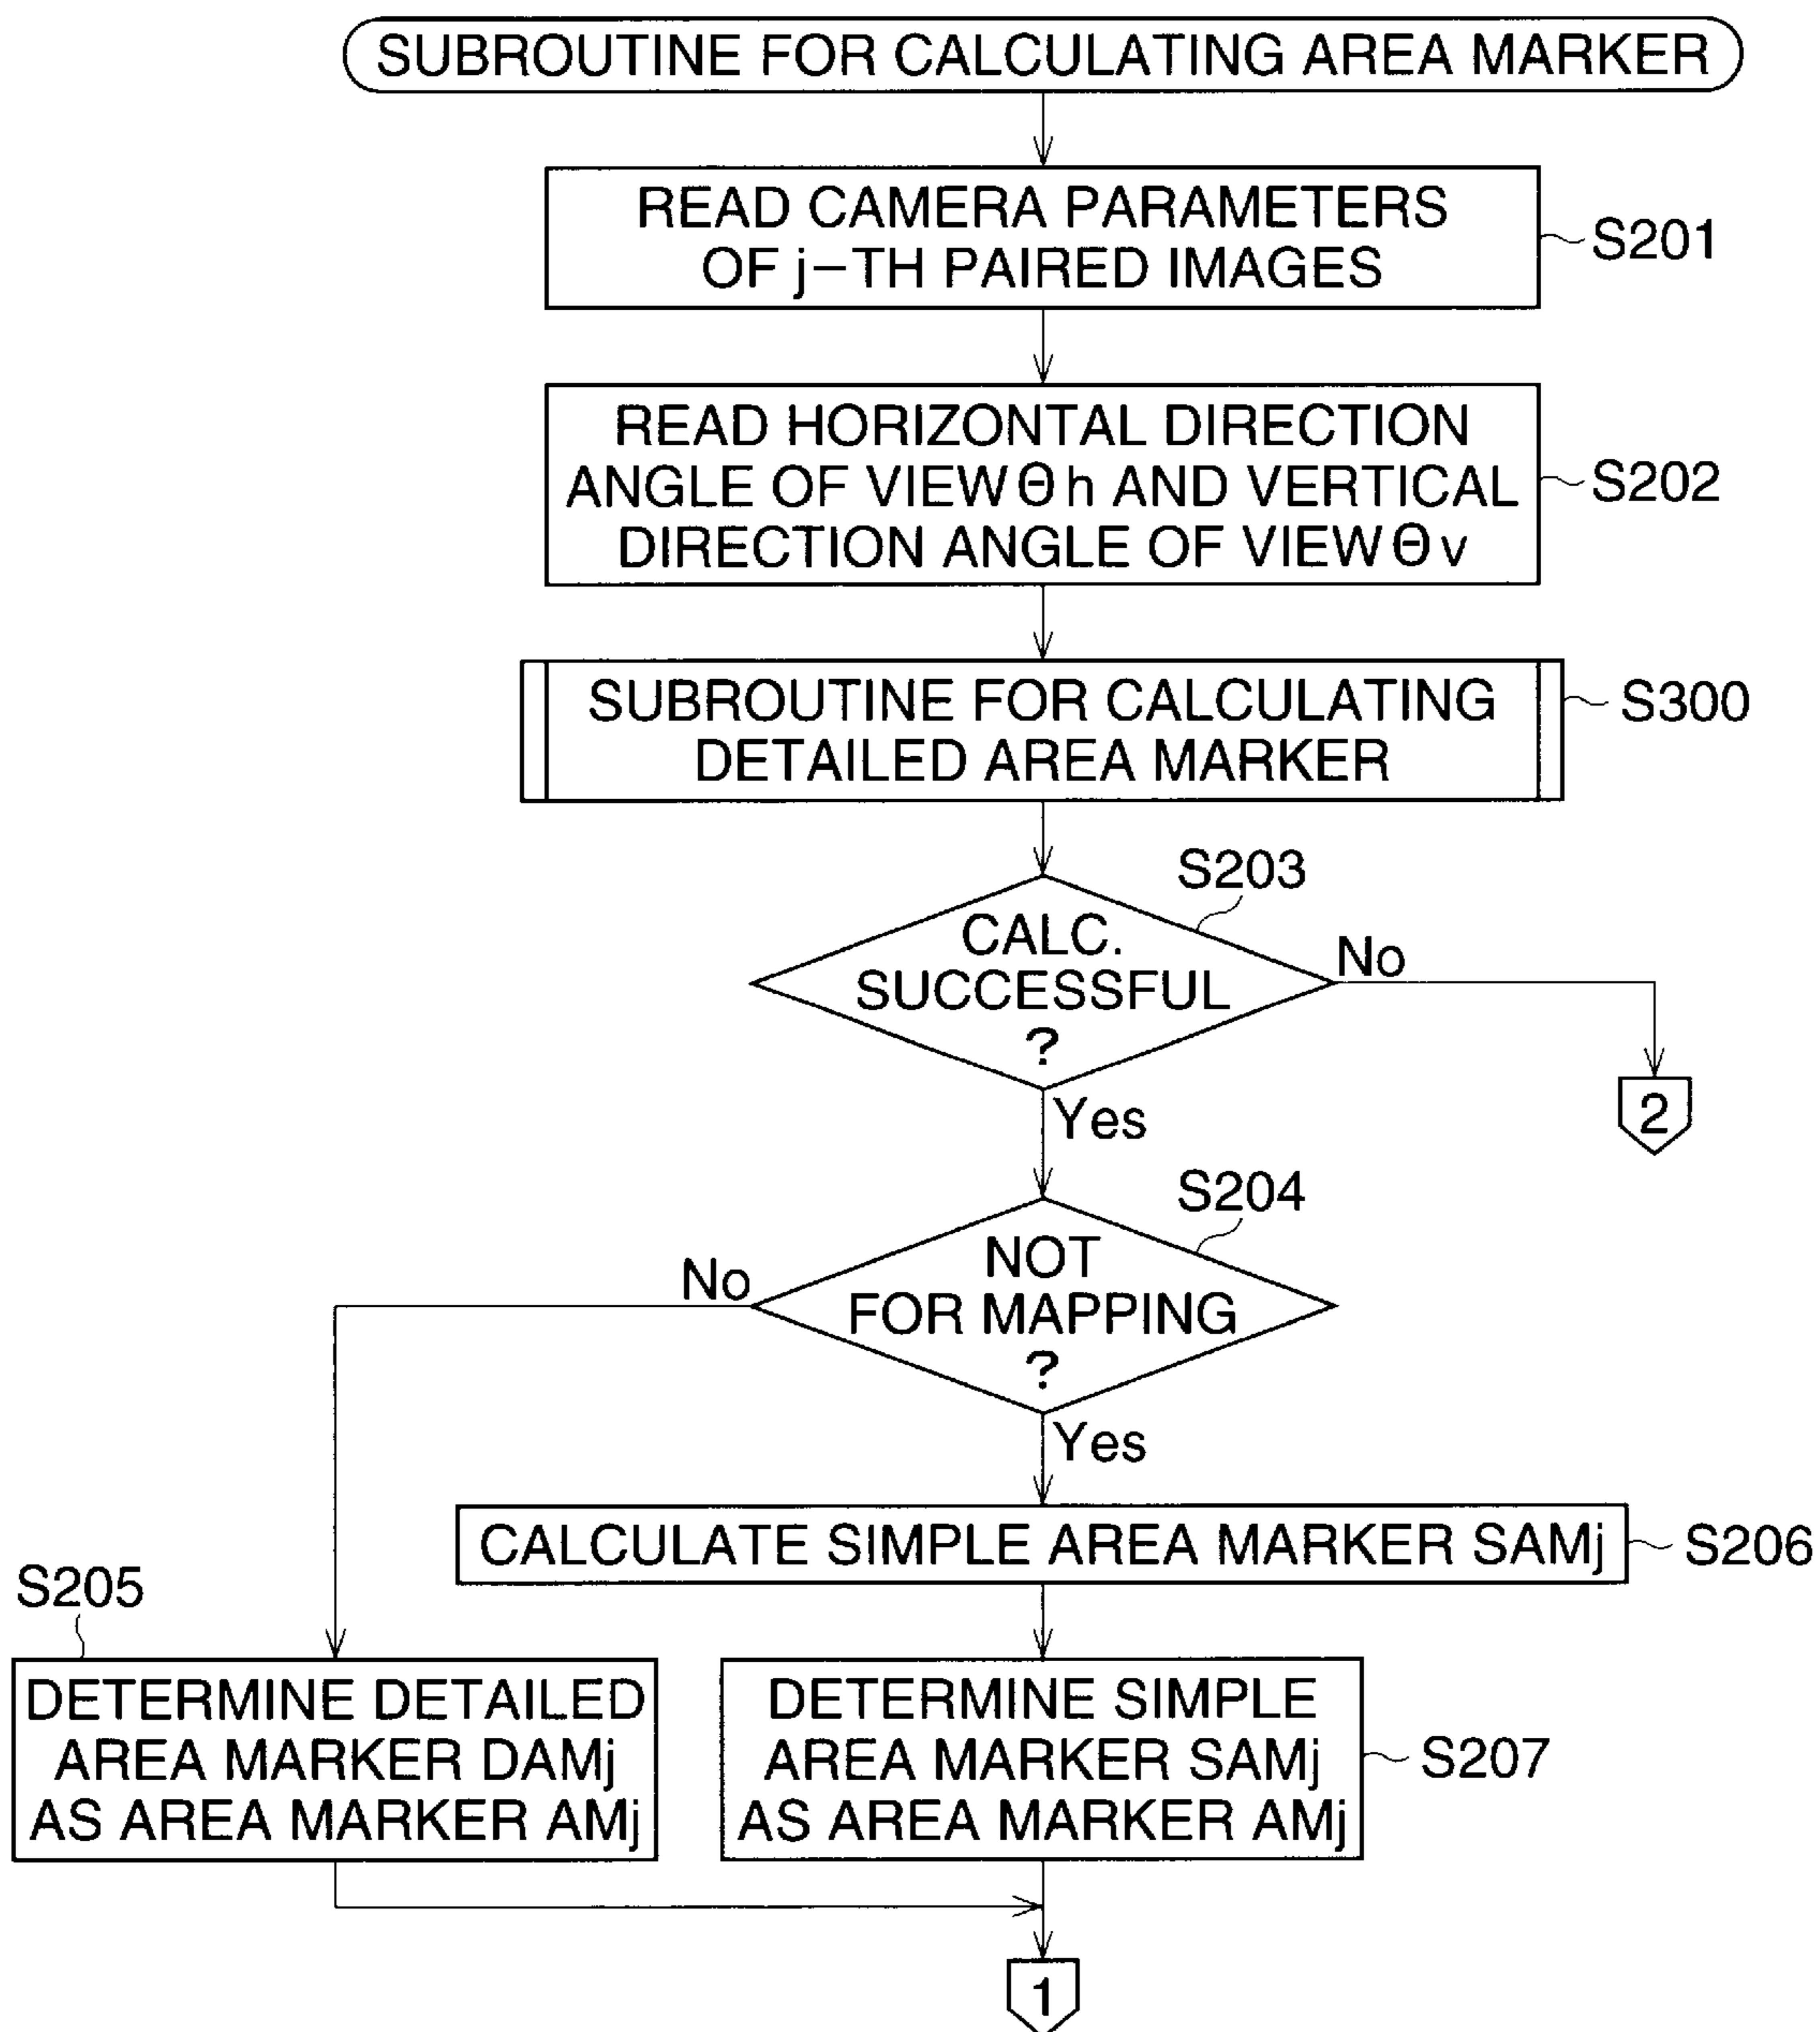 SUBROUTINE FOR CALCULATING AREA MARKER
READ CAMERA PARAMETERS
OF j-TH PAIRED IMAGES
S201
READ HORIZONTAL DIRECTION
ANGLE OF VIEW Θh AND VERTICAL
DIRECTION ANGLE OF VIEW Θv
S202
SUBROUTINE FOR CALCULATING
DETAILED AREA MARKER
S300
S203
CALC.
SUCCESSFUL
?
No
2
Yes
S204
NOT
FOR MAPPING
?
No
Yes
CALCULATE SIMPLE AREA MARKER SAMj
S206
S205
DETERMINE DETAILED
AREA MARKER DAMj
AS AREA MARKER AMj
DETERMINE SIMPLE
AREA MARKER SAMj
AS AREA MARKER AMj
S207
1